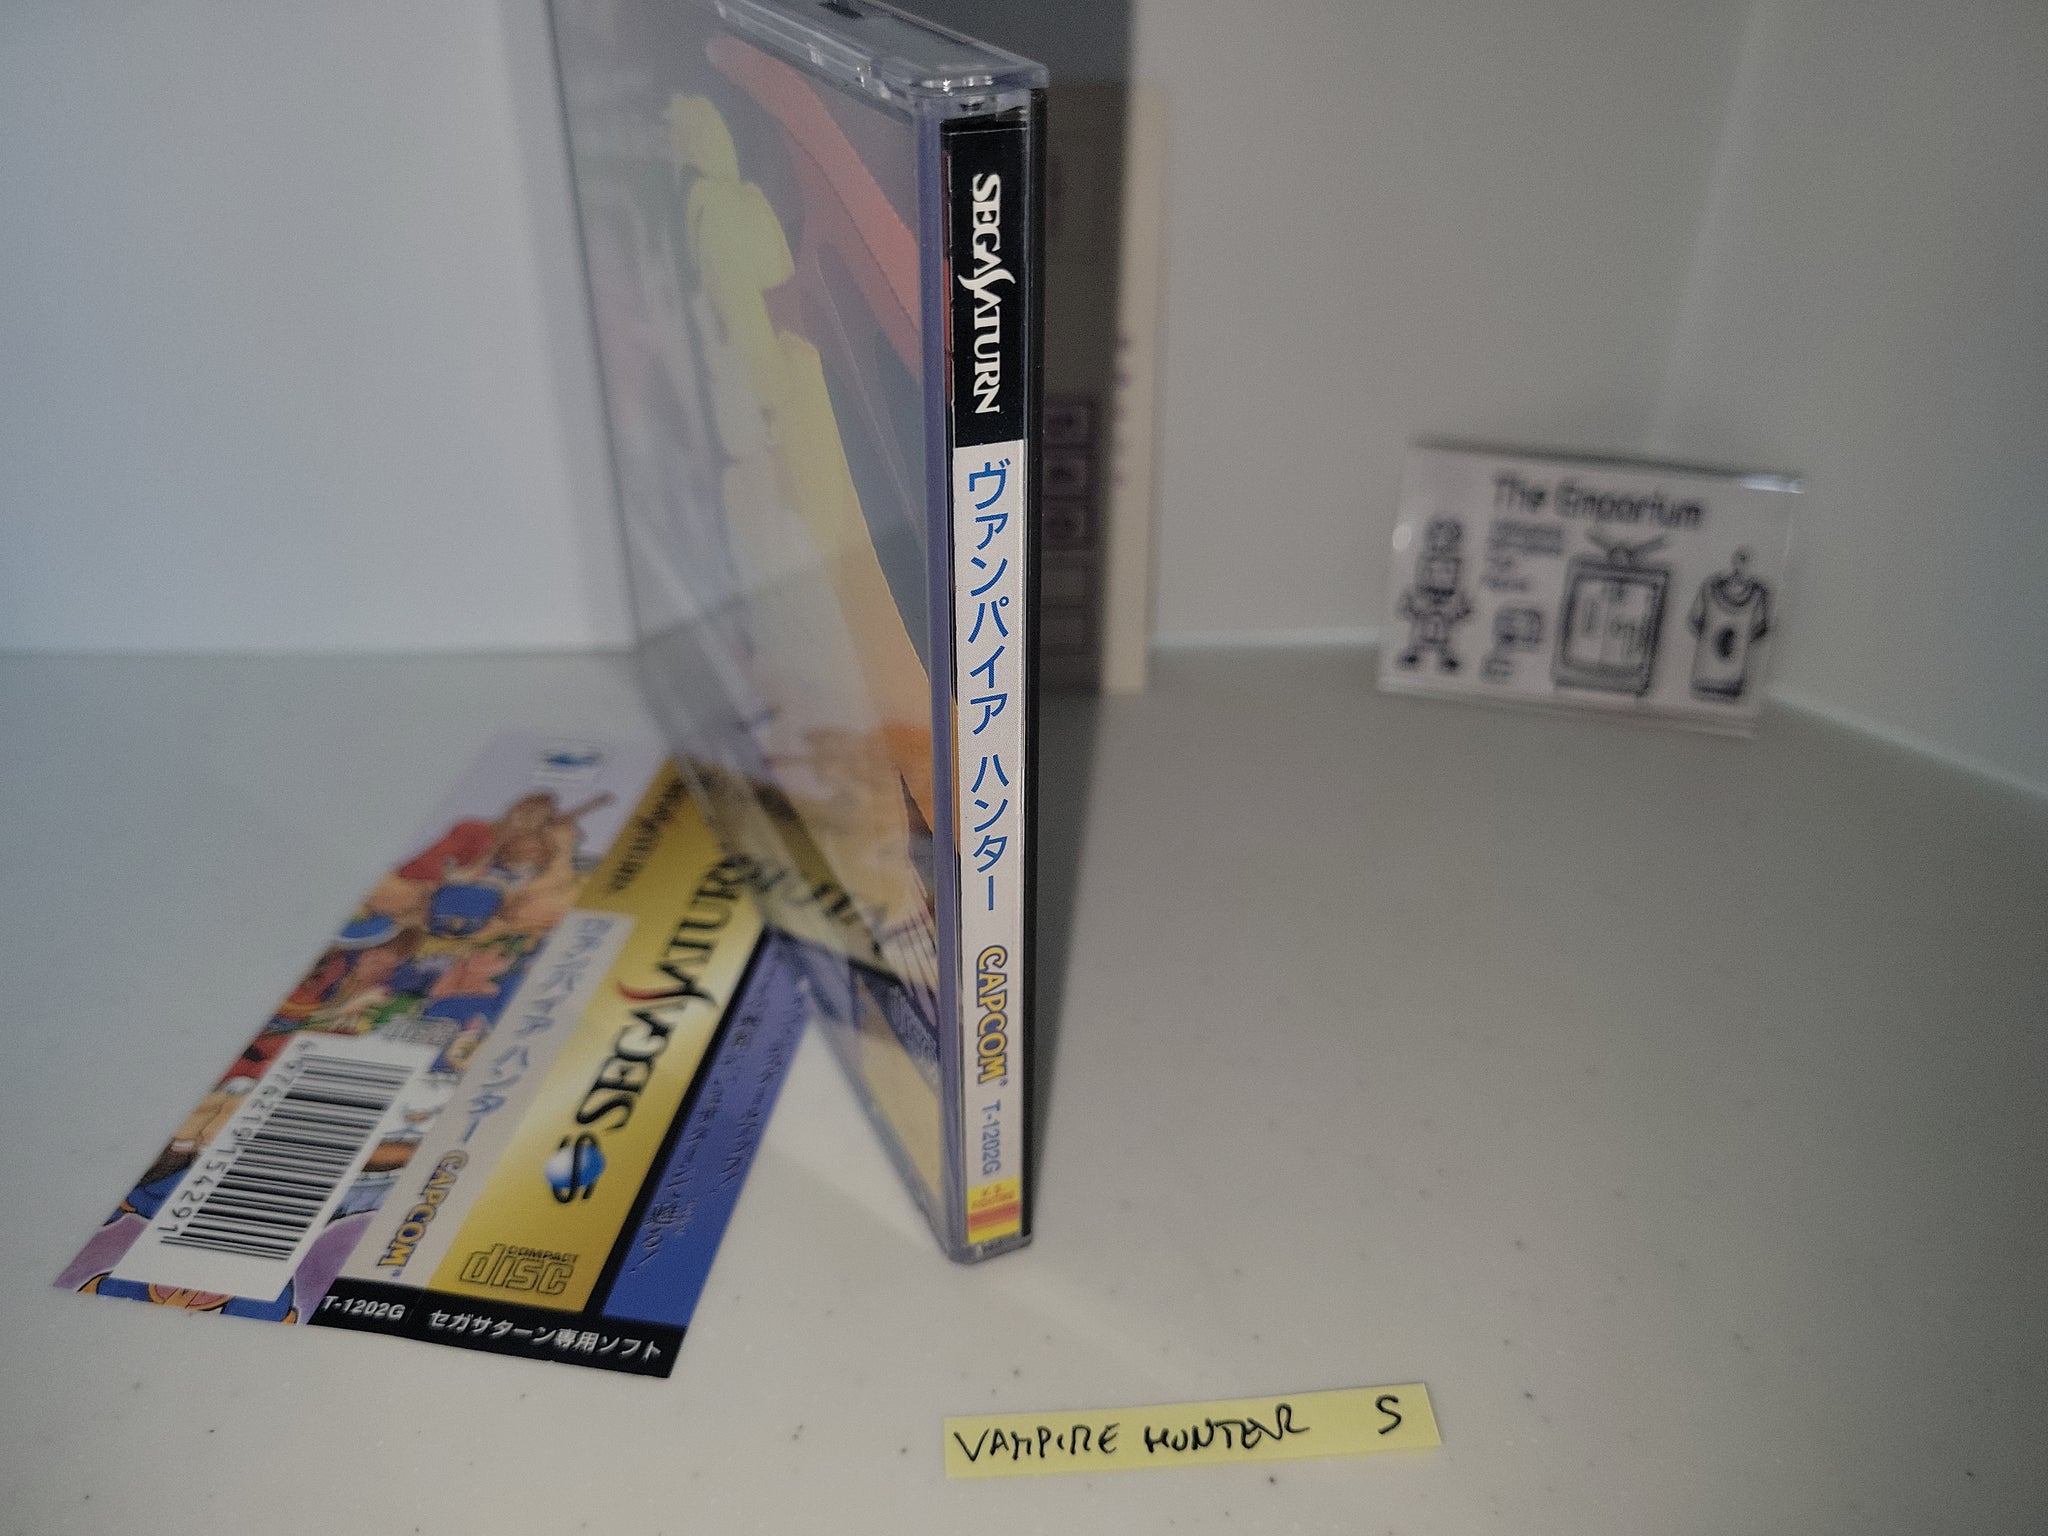 SEGA SATURN
ヴァンパイア ハンター
CAPCOM
T-1202G
The Emporium
SEGA SATURN
ヴァンパイア ハンター
CAPCOM
COMPACT
disc
4976219154291
T-1202G
セガサターン専用ソフト
VAMPIRE HUNTER S